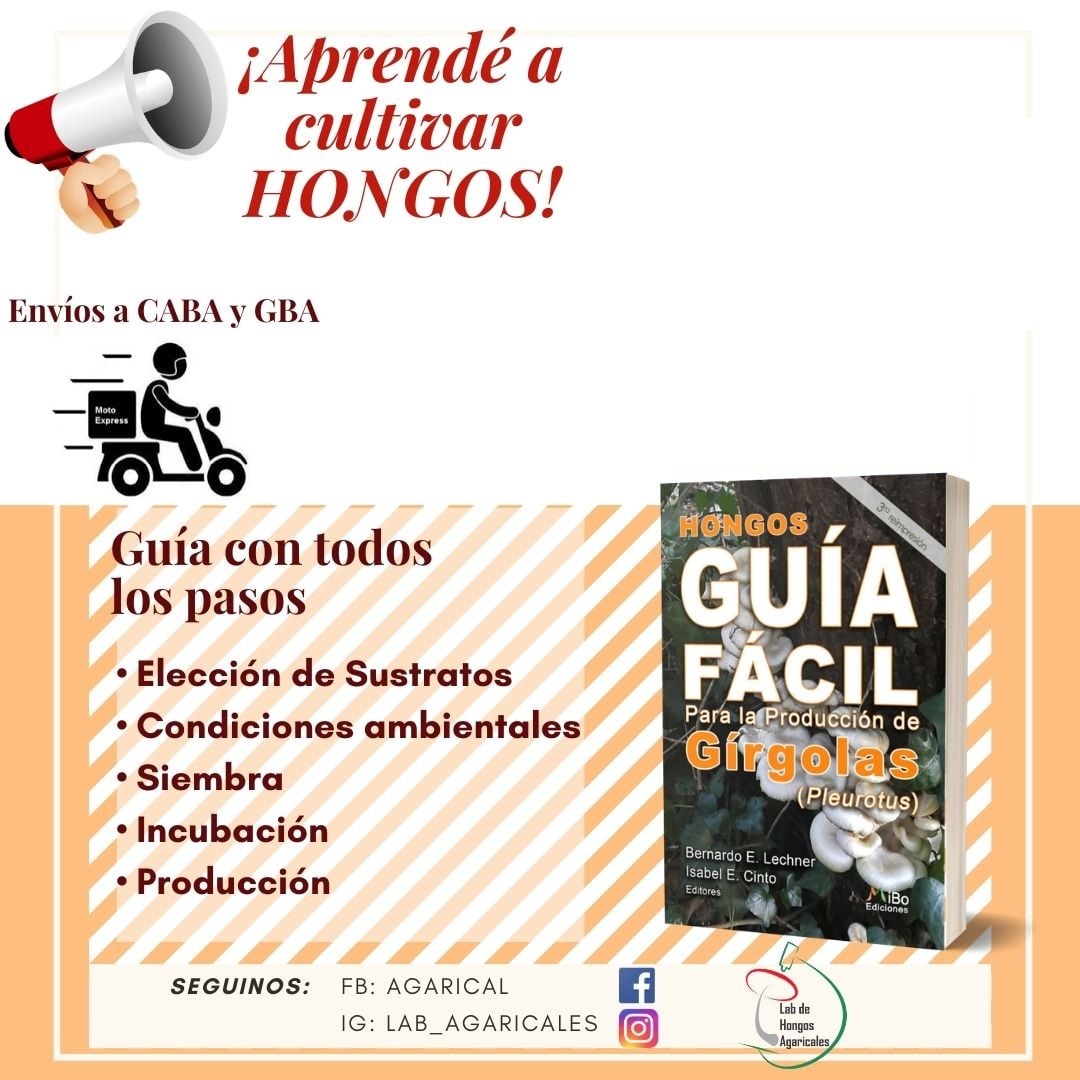 ¡Aprendé a
cultivar
HONGOS!
Envíos a CABA y GBA
Moto
Express
Guía con todos
los pasos
• Elección de Sustratos
• Condiciones ambientales
• Siembra
• Incubación
• Producción
3ra reimpresión
HONGOS
GUÍA
FÁCIL
Para la Producción de
Gírgolas
(Pleurotus)
Bernardo E. Lechner
Isabel E. Cinto
Editores
MiBo
Ediciones
SEGUINOS: FB: AGARICAL
IG: LAB_AGARICALES
Lab de
Hongos
Agaricales